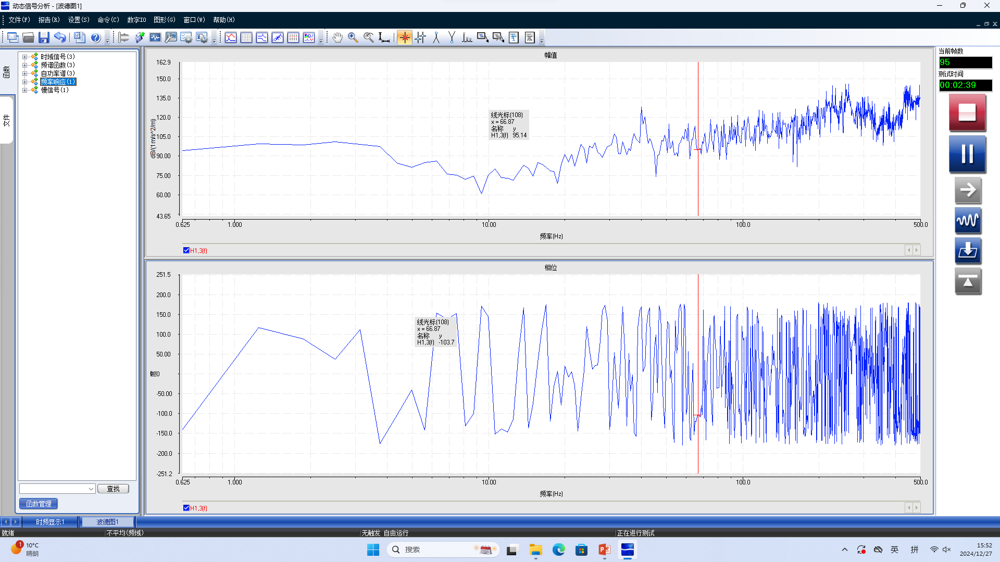 动态信号分析 - [波德图1]
文件(F) 报告(R) 设置(S) 命令(C) 数字IO 图形(G) 窗口(W) 帮助(H)
函数
文件
时域信号(3)
频谱函数(3)
自功率谱(3)
频率响应(1)
慢信号(1)
查找
函数管理
幅值
162.9
150.0
135.0
120.0
105.0
90.00
75.00
60.00
43.65
dB/(1m/s^2/m)
线光标(108)
x = 66.87
名称 y
H1,3(f) 95.14
0.625 1.000 10.00 100.0 500.0
频率(Hz)
H1,3(f)
相位
251.5
200.0
150.0
100.0
50.00
0
-50.00
-100.0
-150.0
-200.0
-251.2
度
线光标(108)
x = 66.87
名称 y
H1,3(f) -103.7
0.625 1.000 10.00 100.0 500.0
频率(Hz)
H1,3(f)
当前帧数
95
测试时间
00:02:39
时频显示1 波德图1
就绪 不平均(频域) 无触发 自由运行 正在进行测试
1
10°C
晴朗
搜索
英 拼
15:52
2024/12/27